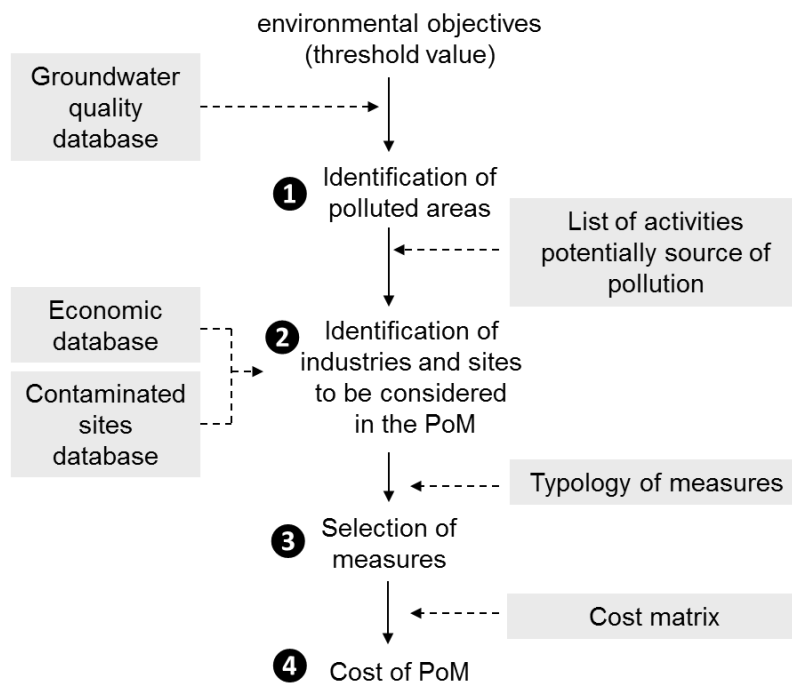 environmental objectives
(threshold value)
Groundwater
quality
database
1 Identification of
polluted areas
List of activities
potentially source of
pollution
Economic
database
Contaminated
sites
database
2 Identification of
industries and sites
to be considered
in the PoM
Typology of measures
3 Selection of
measures
Cost matrix
4 Cost of PoM